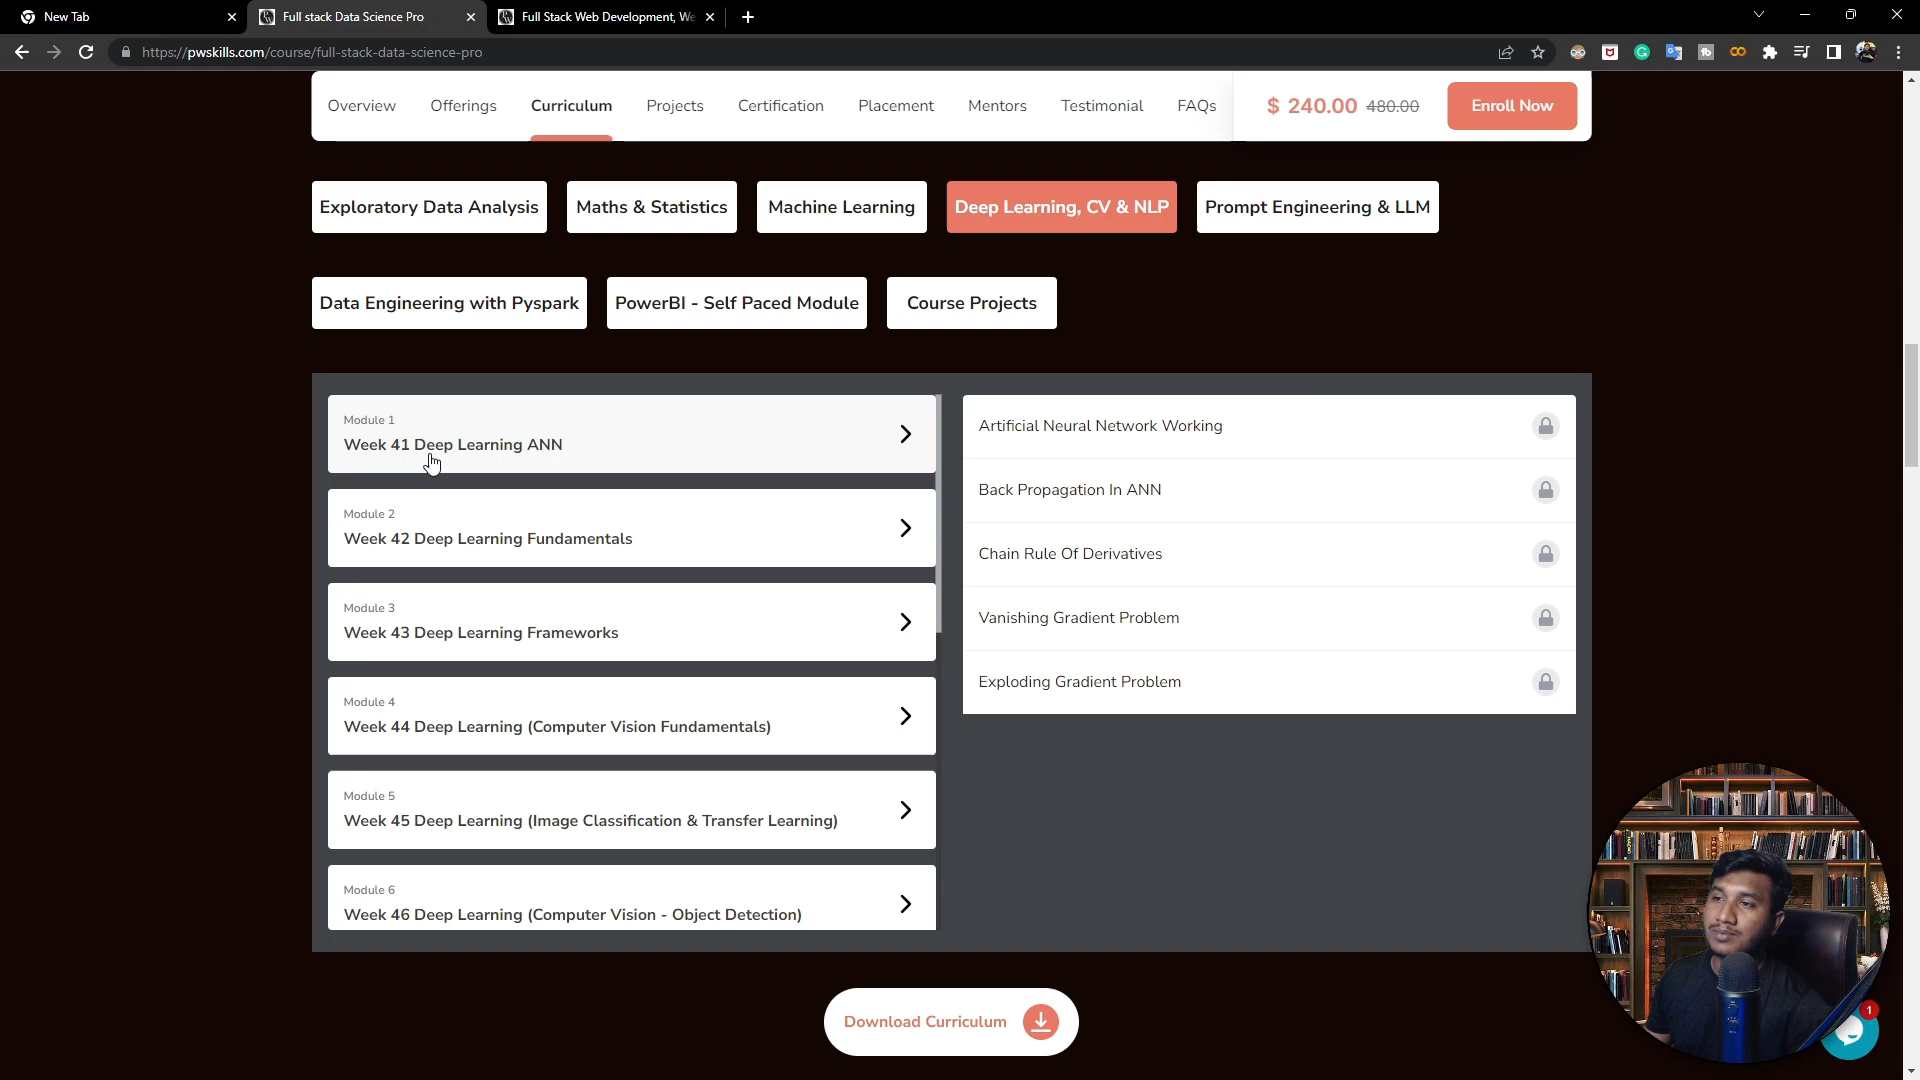 New Tab
Full stack Data Science Pro
Full Stack Web Development, We
https://pwskills.com/course/full-stack-data-science-pro
Overview
Offerings
Curriculum
Projects
Certification
Placement
Mentors
Testimonial
FAQs
$ 240.00 480.00
Enroll Now
Exploratory Data Analysis
Maths & Statistics
Machine Learning
Deep Learning, CV & NLP
Prompt Engineering & LLM
Data Engineering with Pyspark
PowerBI - Self Paced Module
Course Projects
Module 1
Week 41 Deep Learning ANN
Module 2
Week 42 Deep Learning Fundamentals
Module 3
Week 43 Deep Learning Frameworks
Module 4
Week 44 Deep Learning (Computer Vision Fundamentals)
Module 5
Week 45 Deep Learning (Image Classification & Transfer Learning)
Module 6
Week 46 Deep Learning (Computer Vision - Object Detection)
Artificial Neural Network Working
Back Propagation In ANN
Chain Rule Of Derivatives
Vanishing Gradient Problem
Exploding Gradient Problem
Download Curriculum
1